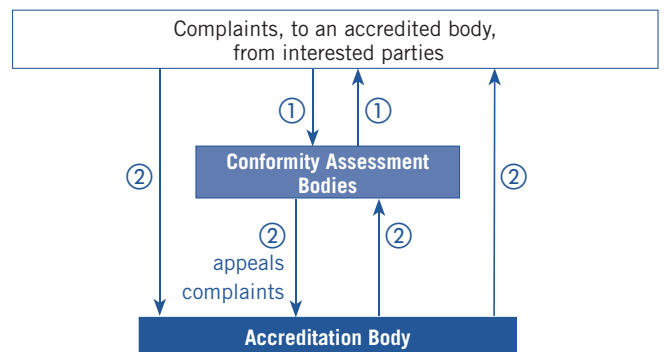 Complaints, to an accredited body,
from interested parties
① ①
Conformity Assessment
Bodies
② ②
② ②
appeals
complaints
Accreditation Body